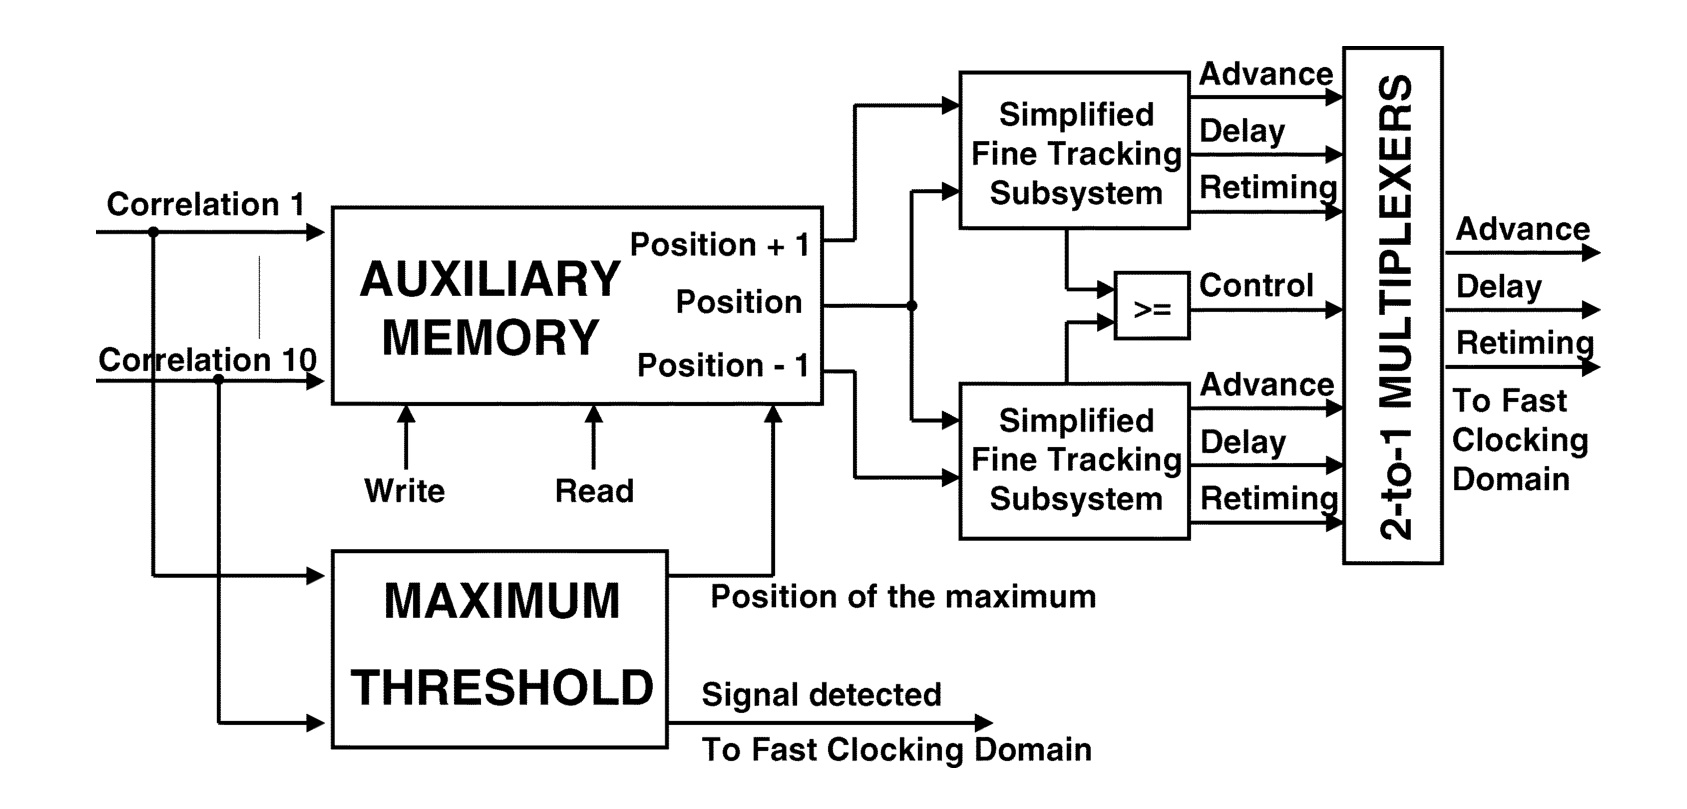 Correlation 1
Correlation 10
AUXILIARY
MEMORY
Position + 1
Position
Position - 1
Write
Read
MAXIMUM
THRESHOLD
Position of the maximum
Signal detected
To Fast Clocking Domain
Simplified
Fine Tracking
Subsystem
Advance
Delay
Retiming
>=
Control
Simplified
Fine Tracking
Subsystem
Advance
Delay
Retiming
2-to-1 MULTIPLEXERS
Advance
Delay
Retiming
To Fast
Clocking
Domain